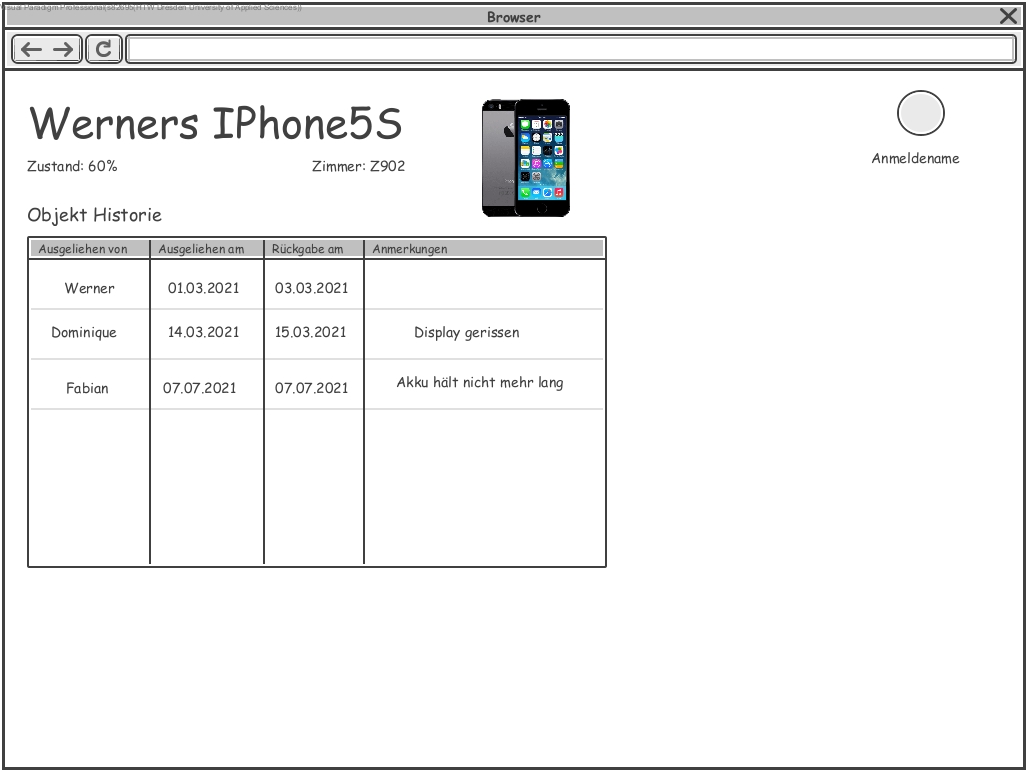 Visual Paradigm Professional(s82695(HTW Dresden University of Applied Sciences))
Browser
Werners IPhone5S
Anmeldename
Zustand: 60% Zimmer: Z902
Objekt Historie
Ausgeliehen von Ausgeliehen am Rückgabe am Anmerkungen
Werner 01.03.2021 03.03.2021
Dominique 14.03.2021 15.03.2021 Display gerissen
Fabian 07.07.2021 07.07.2021 Akku hält nicht mehr lang